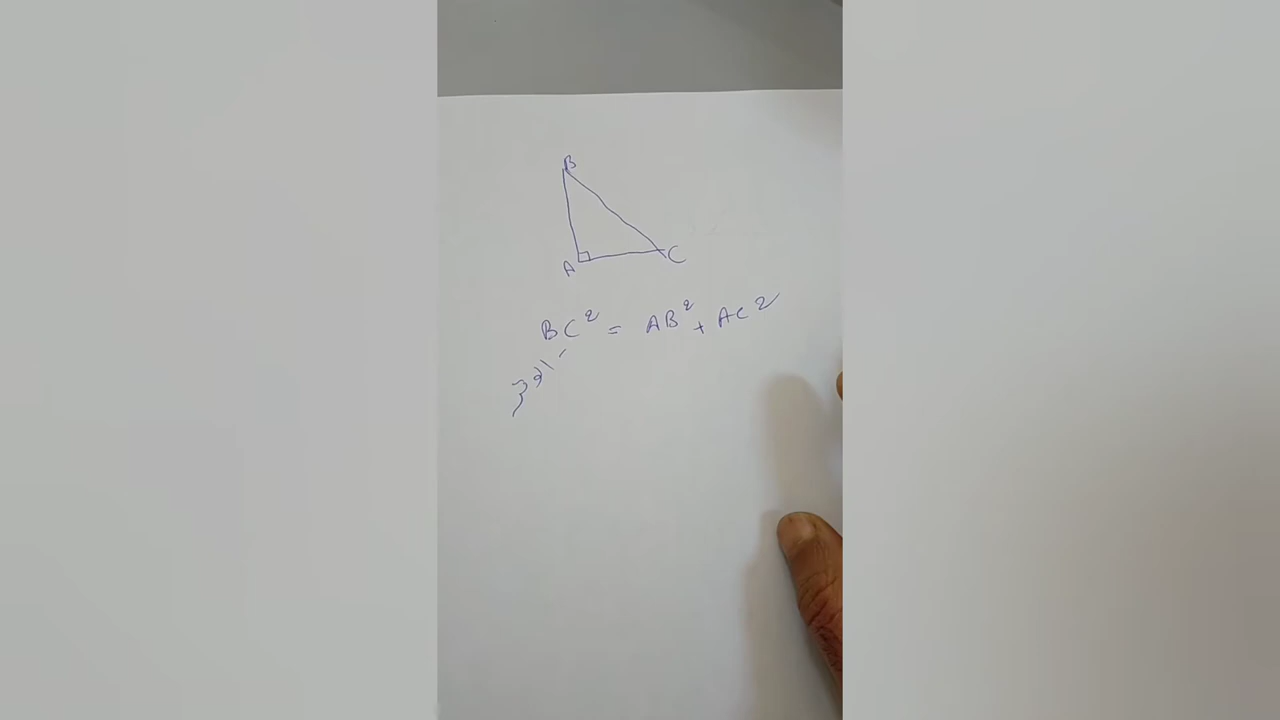 B
A C
BC² = AB² + AC²